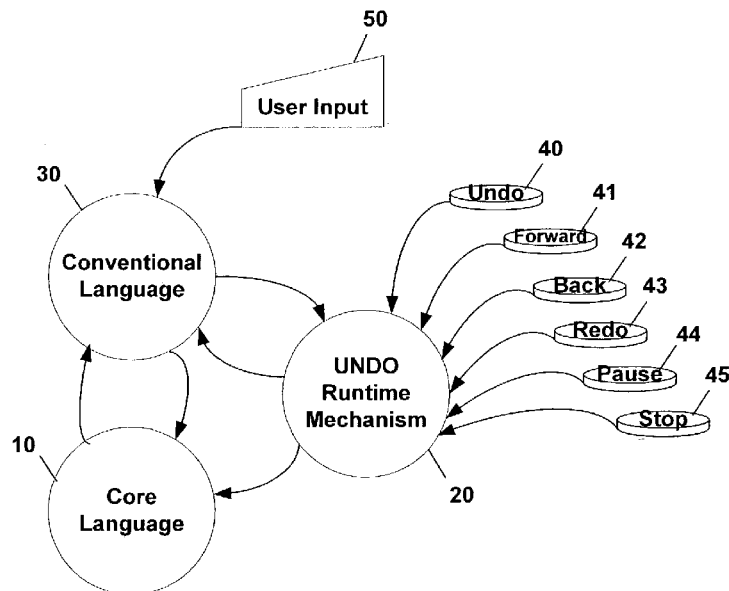 50
User Input
40
Undo
30
41
Forward
42
Back
Conventional
Language
43
Redo
44
Pause
UNDO
Runtime
Mechanism
45
Stop
10
20
Core
Language